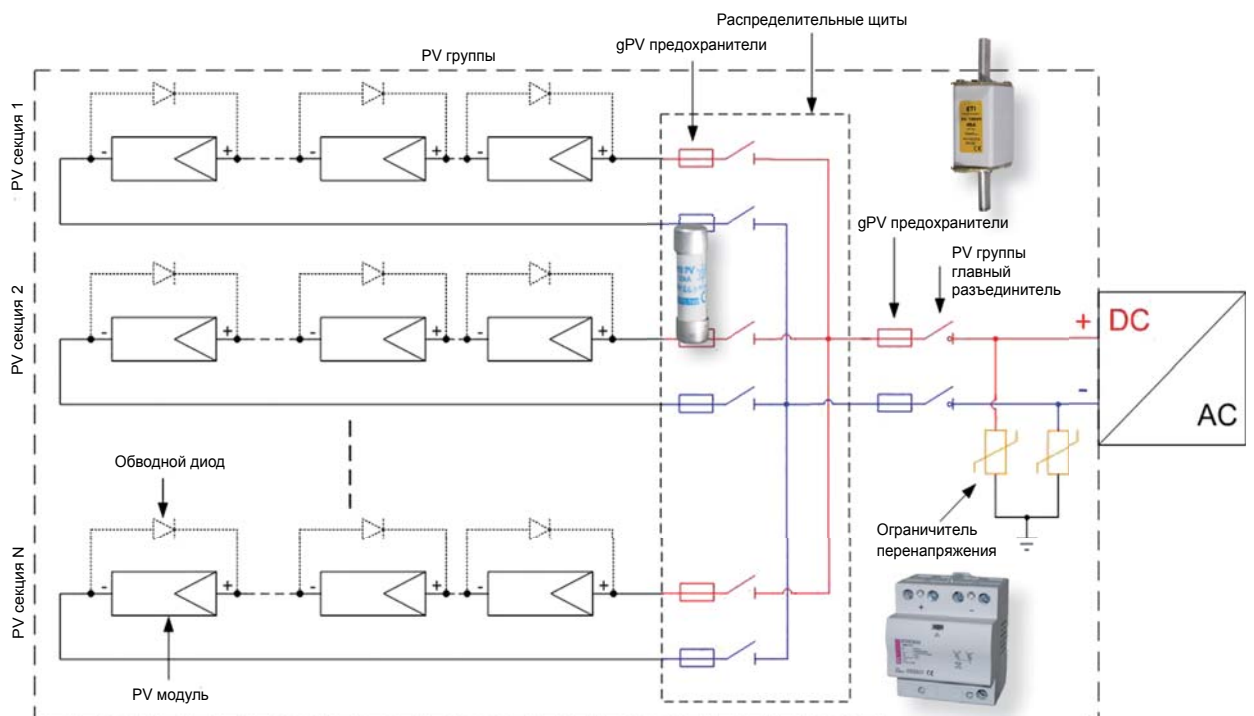 Распределительные щиты
gPV предохранители
PV группы
PV секция 1
- + - + - +
ETI
gPV предохранители
PV группы
главный
разъединитель
PV секция 2
- + - + - +
+ DC
-
AC
Обводной диод
Ограничитель
перенапряжения
PV секция N
- + - + - +
PV модуль